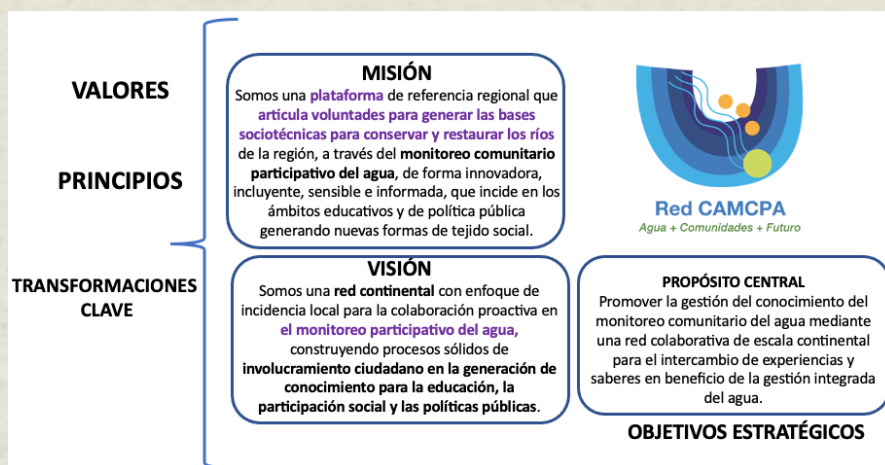 VALORES
PRINCIPIOS
TRANSFORMACIONES
CLAVE
MISIÓN
Somos una plataforma de referencia regional que
articula voluntades para generar las bases
sociotécnicas para conservar y restaurar los ríos
de la región, a través del monitoreo comunitario
participativo del agua, de forma innovadora,
incluyente, sensible e informada, que incide en los
ámbitos educativos y de política pública
generando nuevas formas de tejido social.
VISIÓN
Somos una red continental con enfoque de
incidencia local para la colaboración proactiva en
el monitoreo participativo del agua,
construyendo procesos sólidos de
involucramiento ciudadano en la generación de
conocimiento para la educación, la
participación social y las políticas públicas.
Red CAMCPA
Agua + Comunidades + Futuro
PROPÓSITO CENTRAL
Promover la gestión del conocimiento del
monitoreo comunitario del agua mediante
una red colaborativa de escala continental
para el intercambio de experiencias y
saberes en beneficio de la gestión integrada
del agua.
OBJETIVOS ESTRATÉGICOS